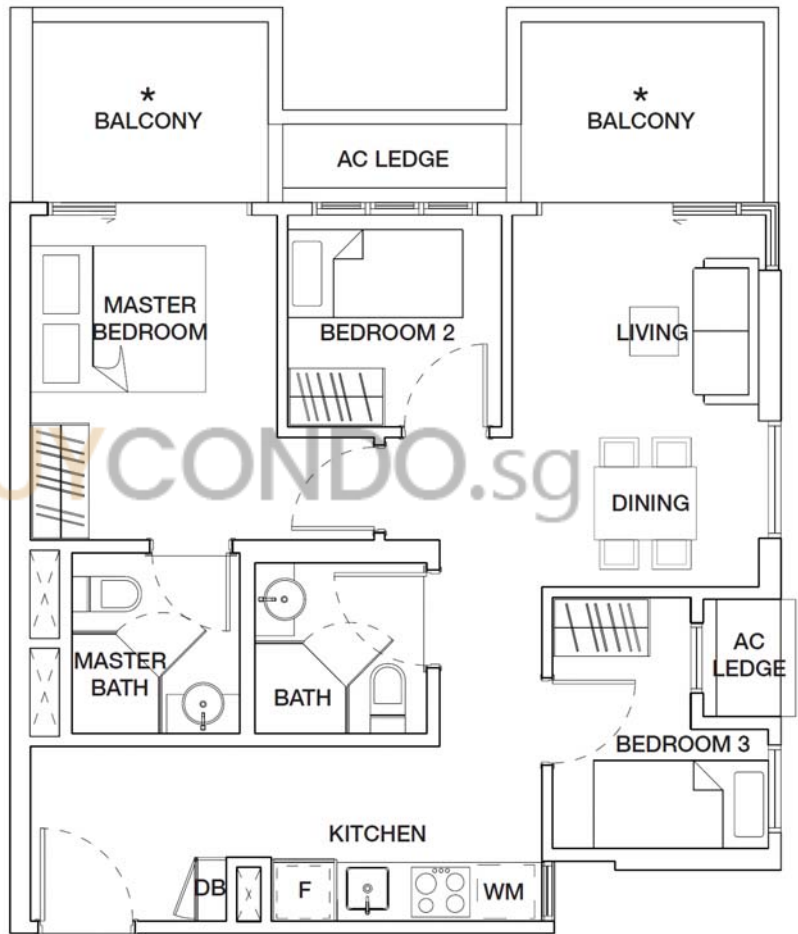 *
BALCONY
*
BALCONY
AC LEDGE
MASTER
BEDROOM
BEDROOM 2
LIVING
UYCONDO.sg
DINING
MASTER
BATH
BATH
AC
LEDGE
BEDROOM 3
KITCHEN
DB
F
WM